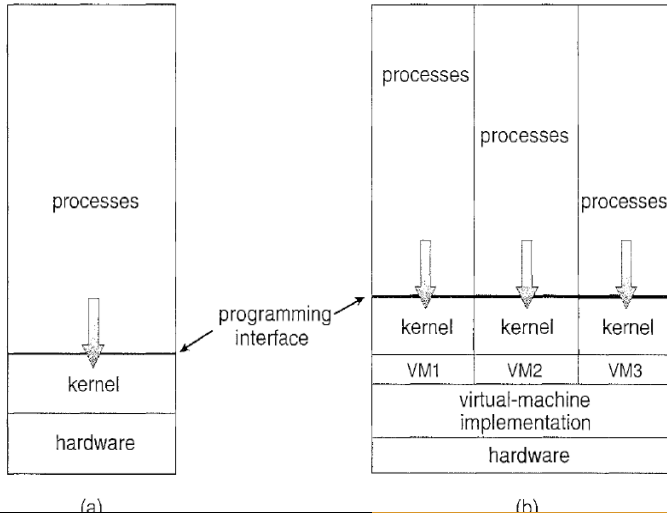 processes
kernel
hardware
(a)
programming
interface
processes
processes
processes
kernel
kernel
kernel
VM1
VM2
VM3
virtual-machine
implementation
hardware
(b)